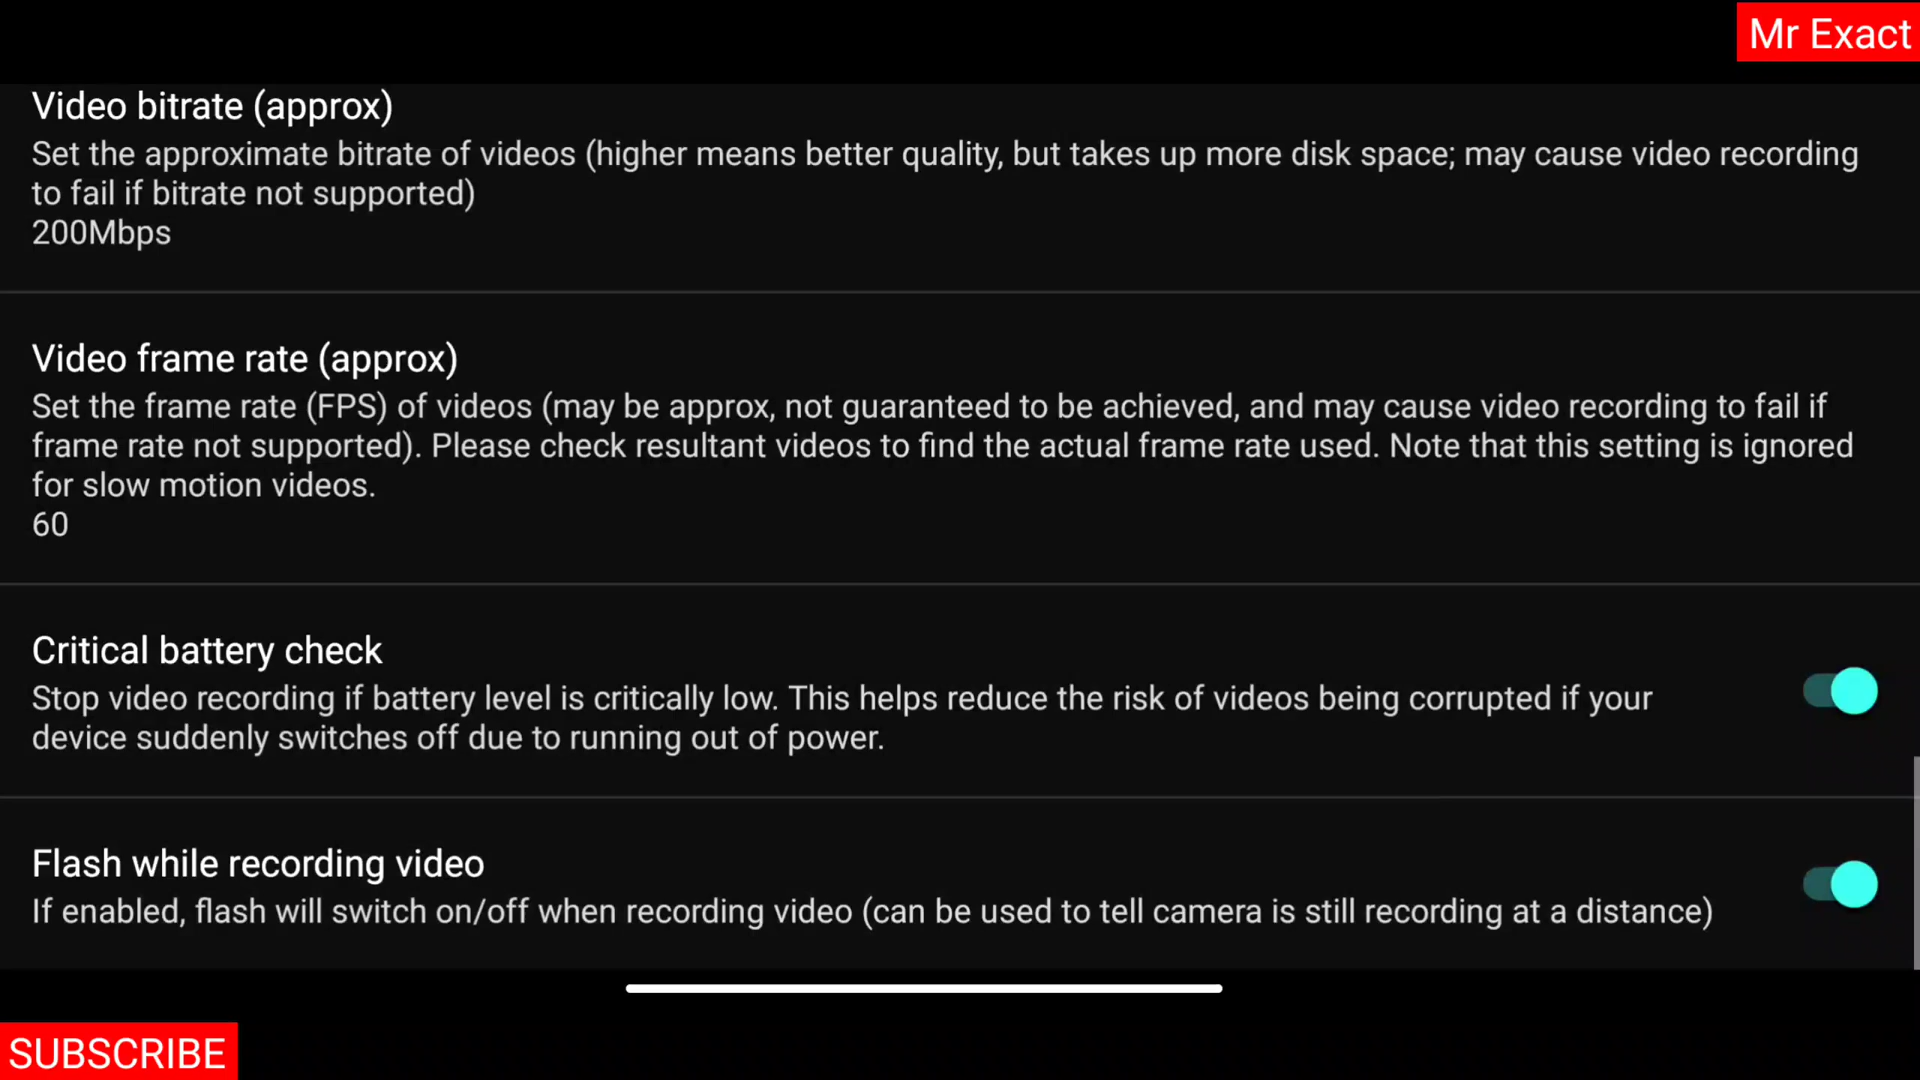 Mr Exact
Video bitrate (approx)
Set the approximate bitrate of videos (higher means better quality, but takes up more disk space; may cause video recording
to fail if bitrate not supported)
200Mbps
Video frame rate (approx)
Set the frame rate (FPS) of videos (may be approx, not guaranteed to be achieved, and may cause video recording to fail if
frame rate not supported). Please check resultant videos to find the actual frame rate used. Note that this setting is ignored
for slow motion videos.
60
Critical battery check
Stop video recording if battery level is critically low. This helps reduce the risk of videos being corrupted if your
device suddenly switches off due to running out of power.
Flash while recording video
If enabled, flash will switch on/off when recording video (can be used to tell camera is still recording at a distance)
SUBSCRIBE